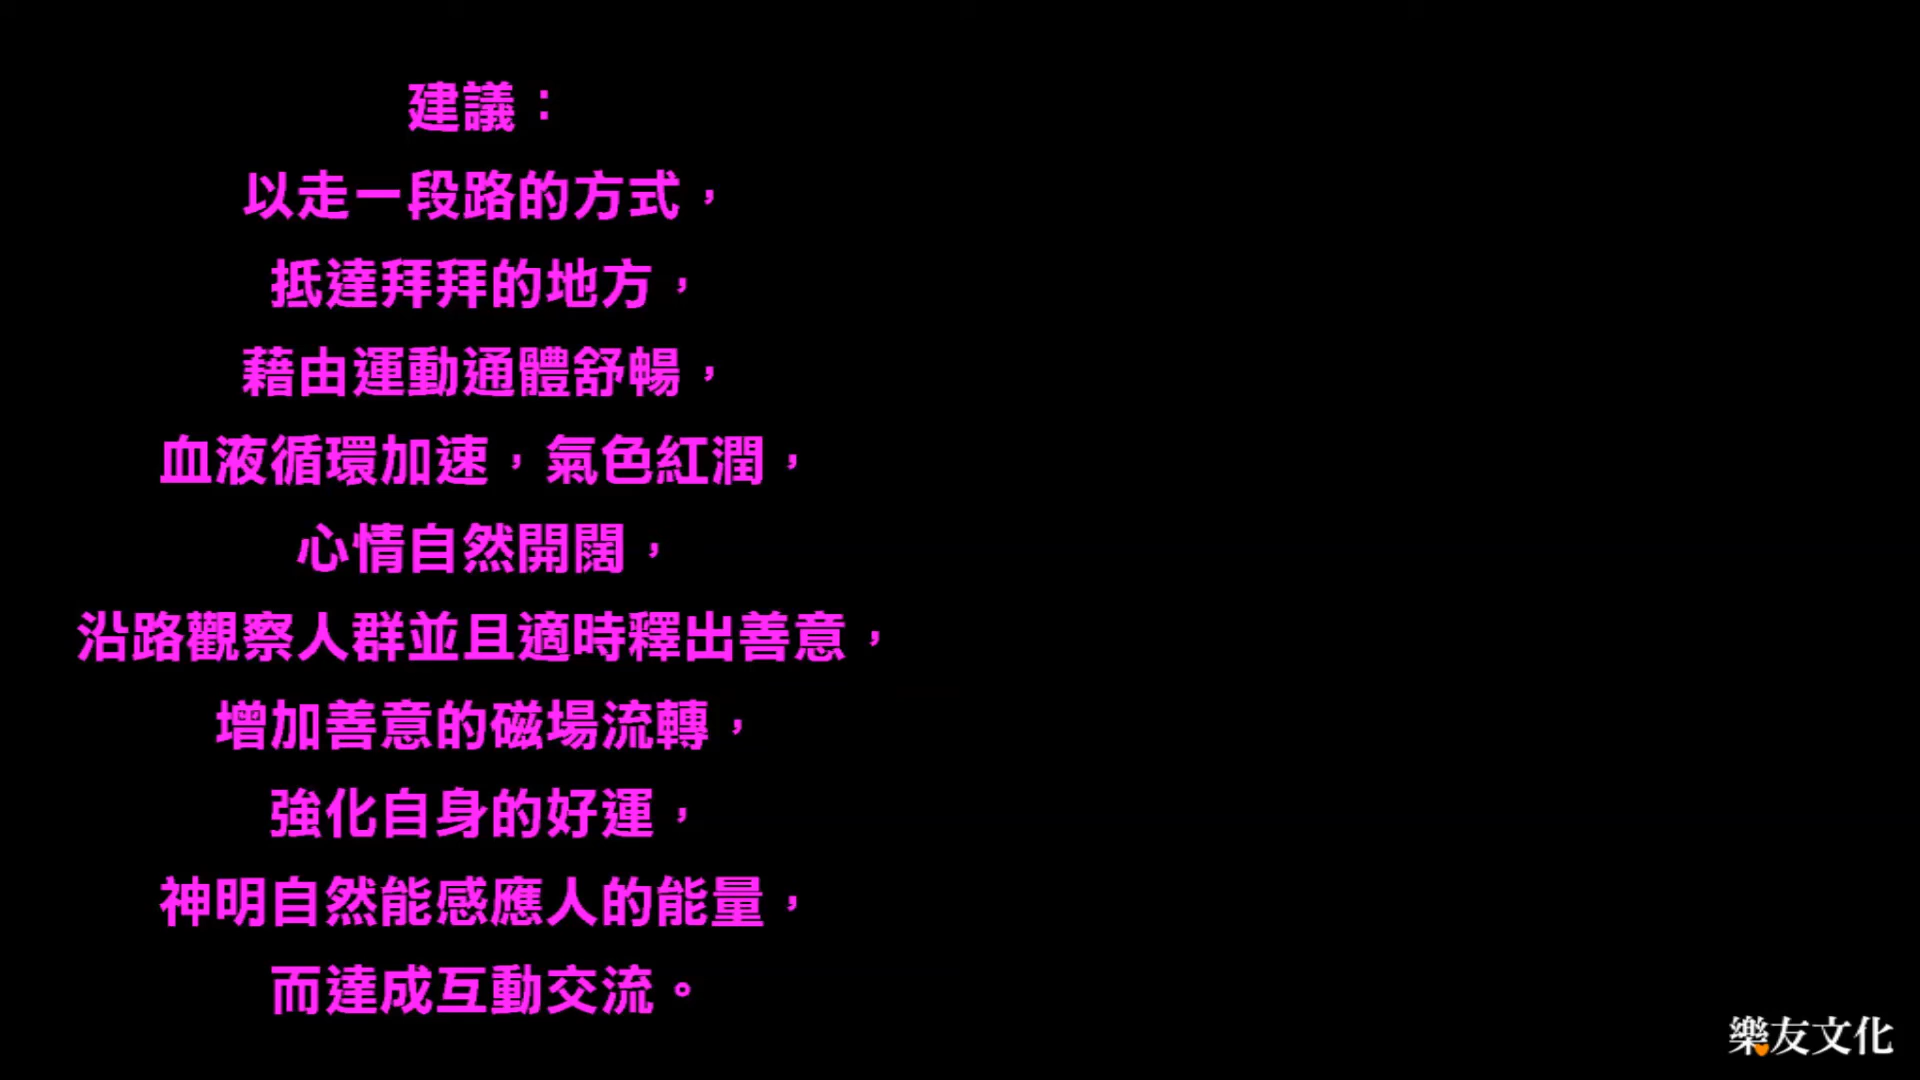 建議：
以走一段路的方式，
抵達拜拜的地方，
藉由運動通體舒暢，
血液循環加速，氣色紅潤，
心情自然開闊，
沿路觀察人群並且適時釋出善意，
增加善意的磁場流轉，
強化自身的好運，
神明自然能感應人的能量，
而達成互動交流。
樂友文化